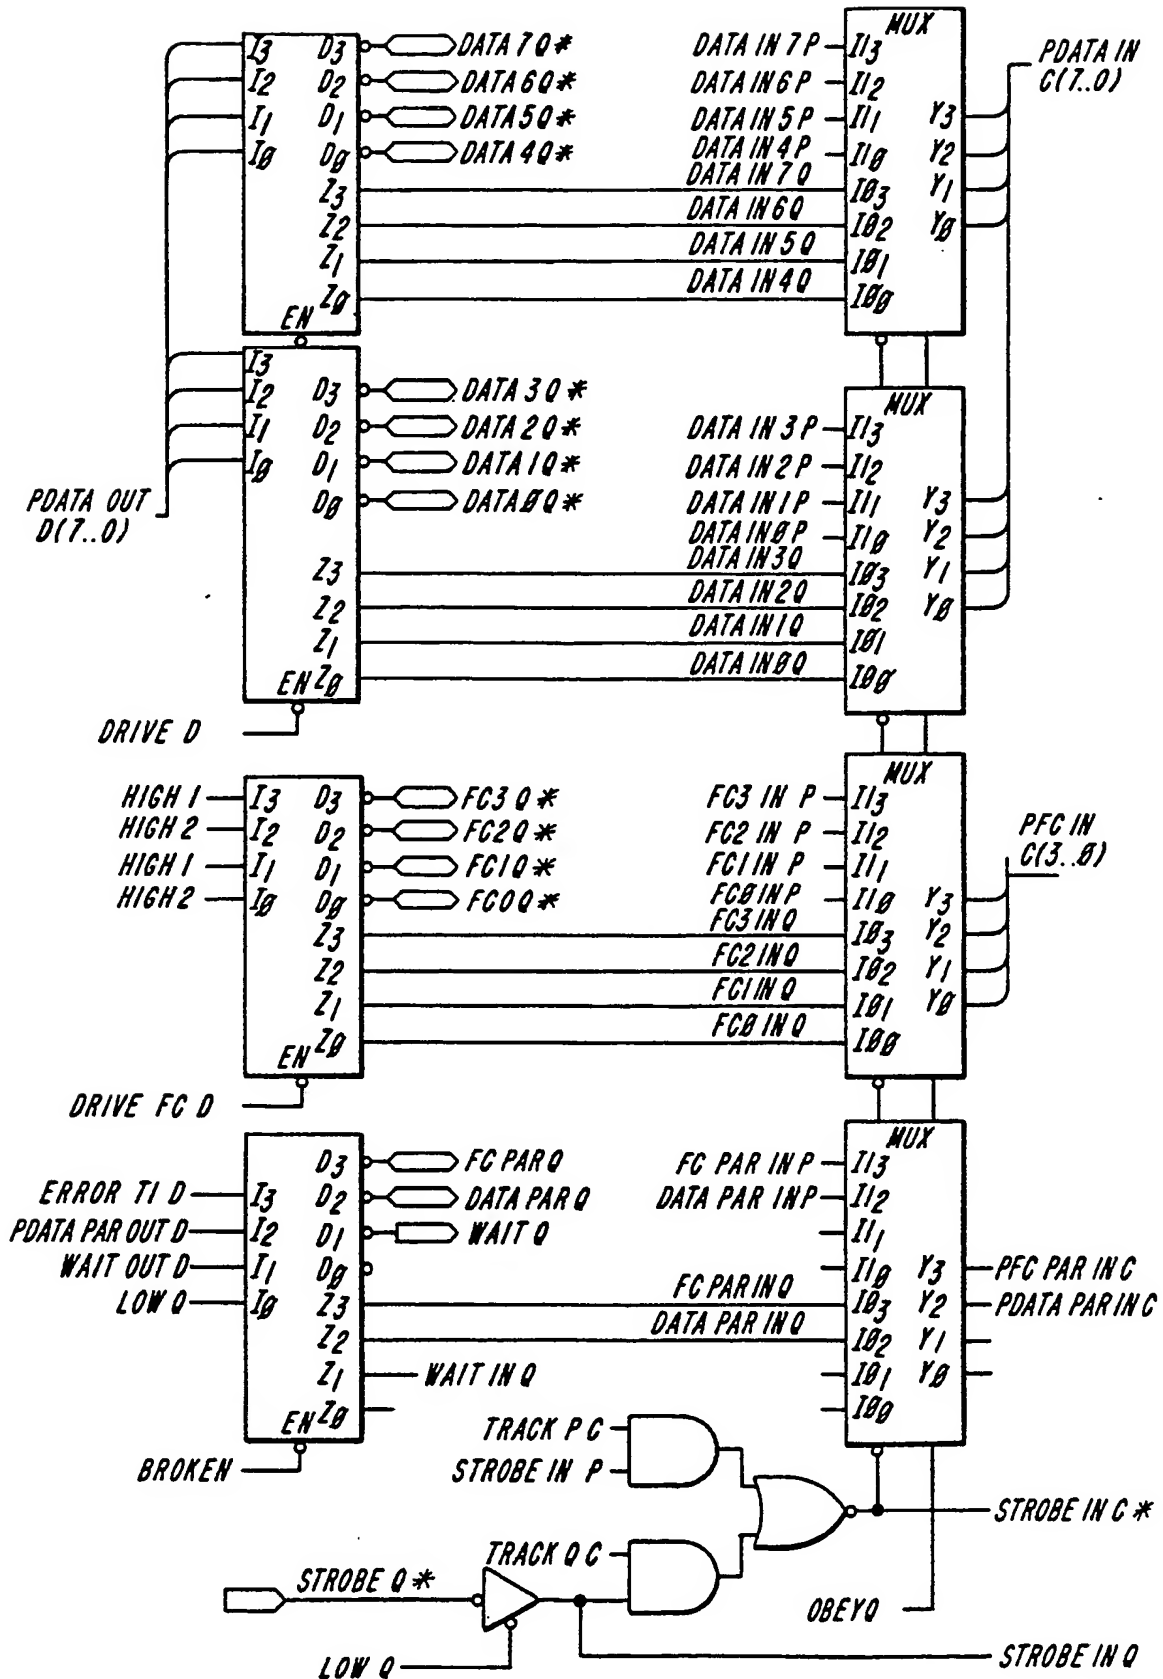 MUX
I3 D3 DATA 7 Q * DATA IN 7 P I13 PDATA IN
I2 D2 DATA 6 Q * DATA IN 6 P I12 C(7..0)
I1 D1 DATA 5 Q * DATA IN 5 P I11 Y3
I0 D0 DATA 4 Q * DATA IN 4 P I10 Y2
Z3 DATA IN 7 Q I03 Y1
Z2 DATA IN 6 Q I02 Y0
Z1 DATA IN 5 Q I01
Z0 DATA IN 4 Q I00
EN
I3 MUX
I2 D3 DATA 3 Q * DATA IN 3 P I13
I1 D2 DATA 2 Q * DATA IN 2 P I12
I0 D1 DATA 1 Q * DATA IN 1 P I11 Y3
PDATA OUT D0 DATA Ø Q * DATA IN Ø P I10 Y2
D(7..0)
Z3 DATA IN 3 Q I03 Y1
Z2 DATA IN 2 Q I02 Y0
Z1 DATA IN 1 Q I01
EN Z0 DATA IN Ø Q I00
DRIVE D
MUX
HIGH 1 I3 D3 FC3 Q * FC3 IN P I13
HIGH 2 I2 D2 FC2 Q * FC2 IN P I12 PFC IN
HIGH 1 I1 D1 FC1 Q * FC1 IN P I11 C(3..Ø)
HIGH 2 I0 D0 FC0 Q * FCØ IN P I10 Y3
Z3 FC3 IN Q I03 Y2
Z2 FC2 IN Q I02 Y1
Z1 FC1 IN Q I01 Y0
EN Z0 FCØ IN Q I00
DRIVE FC D
MUX
D3 FC PAR Q FC PAR IN P I13
ERROR T1 D I3 D2 DATA PAR Q DATA PAR IN P I12
PDATA PAR OUT D I2 D1 WAIT Q I11
WAIT OUT D I1 D0 I10 Y3 PFC PAR IN C
LOW Q I0 Z3 FC PAR IN Q I03 Y2 PDATA PAR IN C
Z2 DATA PAR IN Q I02 Y1
Z1 WAIT IN Q I01 Y0
EN Z0 I00
BROKEN
TRACK P C
STROBE IN P
STROBE IN C *
TRACK Q C
STROBE Q *
OBEYQ
LOW Q
STROBE IN Q